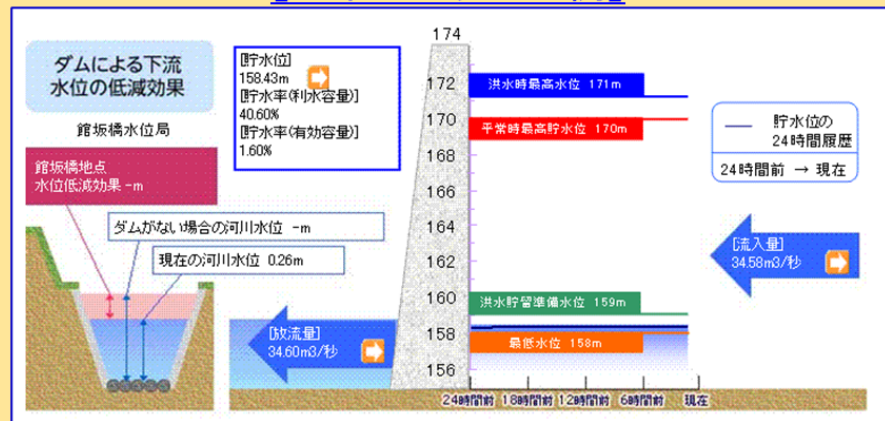 ダムによる下流
水位の低減効果
館坂橋水位局
館坂橋地点
水位低減効果 -m
ダムがない場合の河川水位 -m
現在の河川水位 0.26m
[貯水位]
158.43m
[貯水率(利水容量)]
40.60%
[貯水率(有効容量)]
1.60%
[放流量]
34.60m3/秒
174
172
170
168
166
164
162
160
158
156
洪水時最高水位 171m
平常時最高貯水位 170m
洪水貯留準備水位 159m
最低水位 158m
24時間前 18時間前 12時間前 6時間前 現在
貯水位の
24時間履歴
24時間前 → 現在
[流入量]
34.58m3/秒